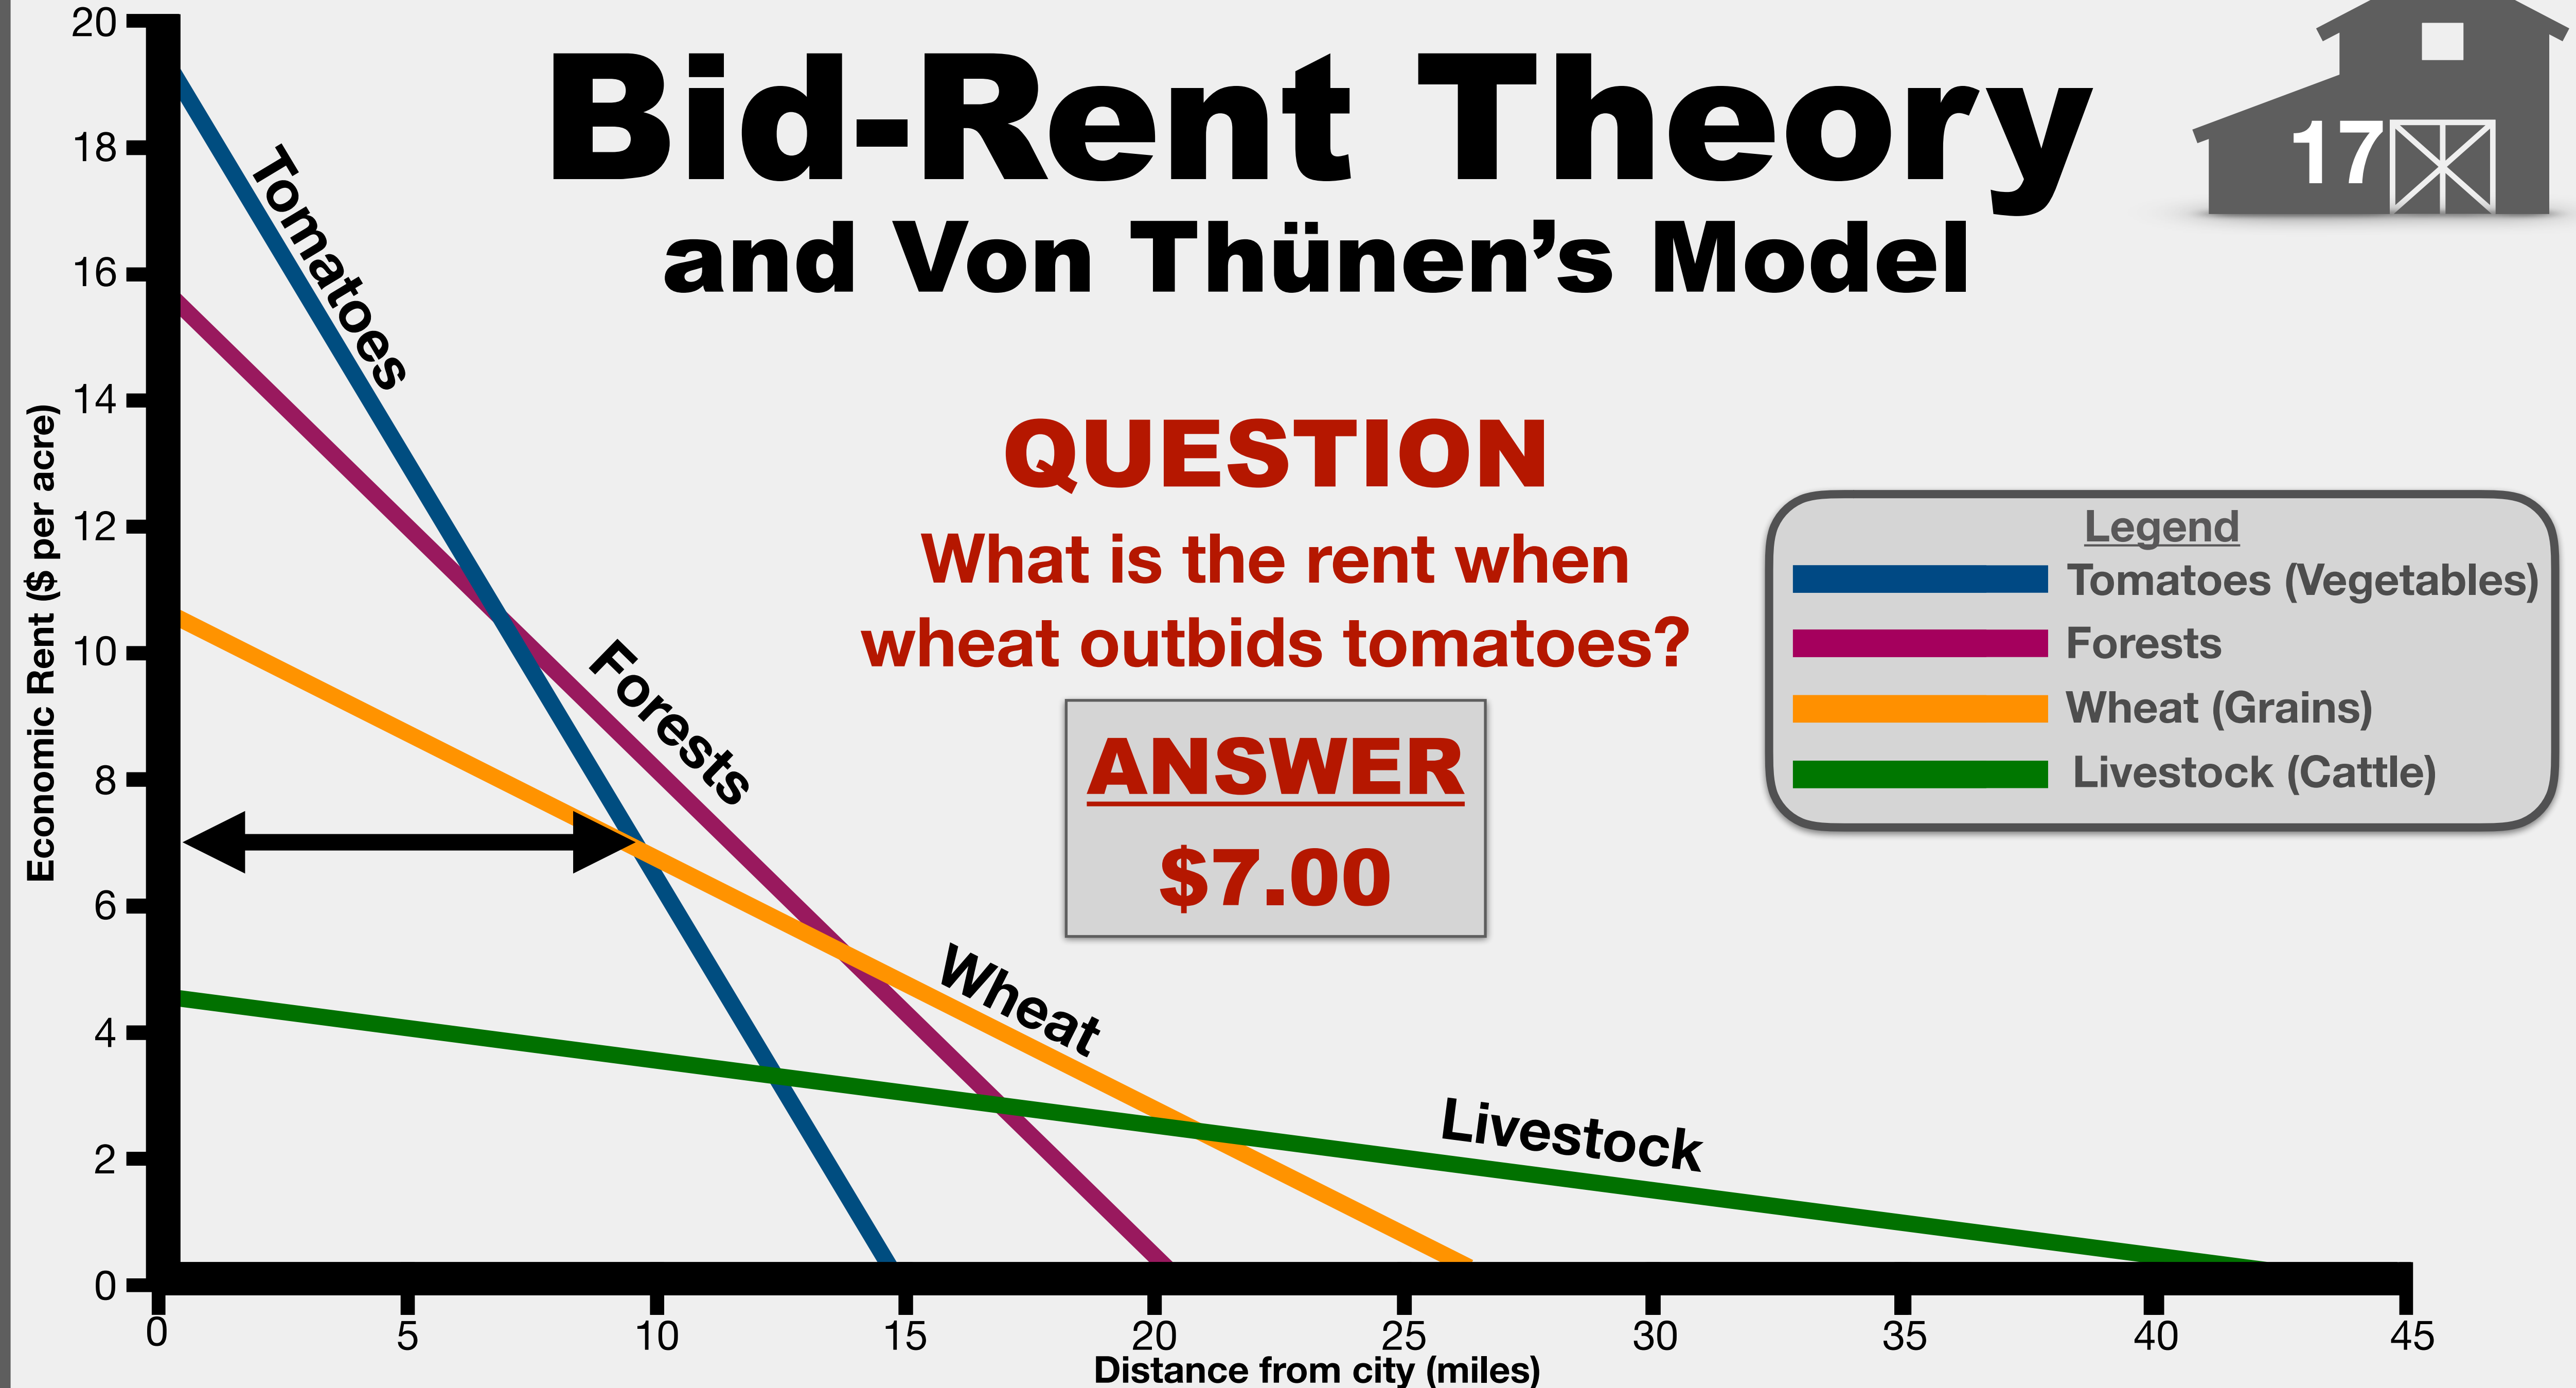 Bid-Rent Theory
and Von Thünen’s Model
17
QUESTION
What is the rent when
wheat outbids tomatoes?
ANSWER
$7.00
Legend
Tomatoes (Vegetables)
Forests
Wheat (Grains)
Livestock (Cattle)
Tomatoes
Forests
Wheat
Livestock
Economic Rent ($ per acre)
20
18
16
14
12
10
8
6
4
2
0
0 5 10 15 20 25 30 35 40 45
Distance from city (miles)